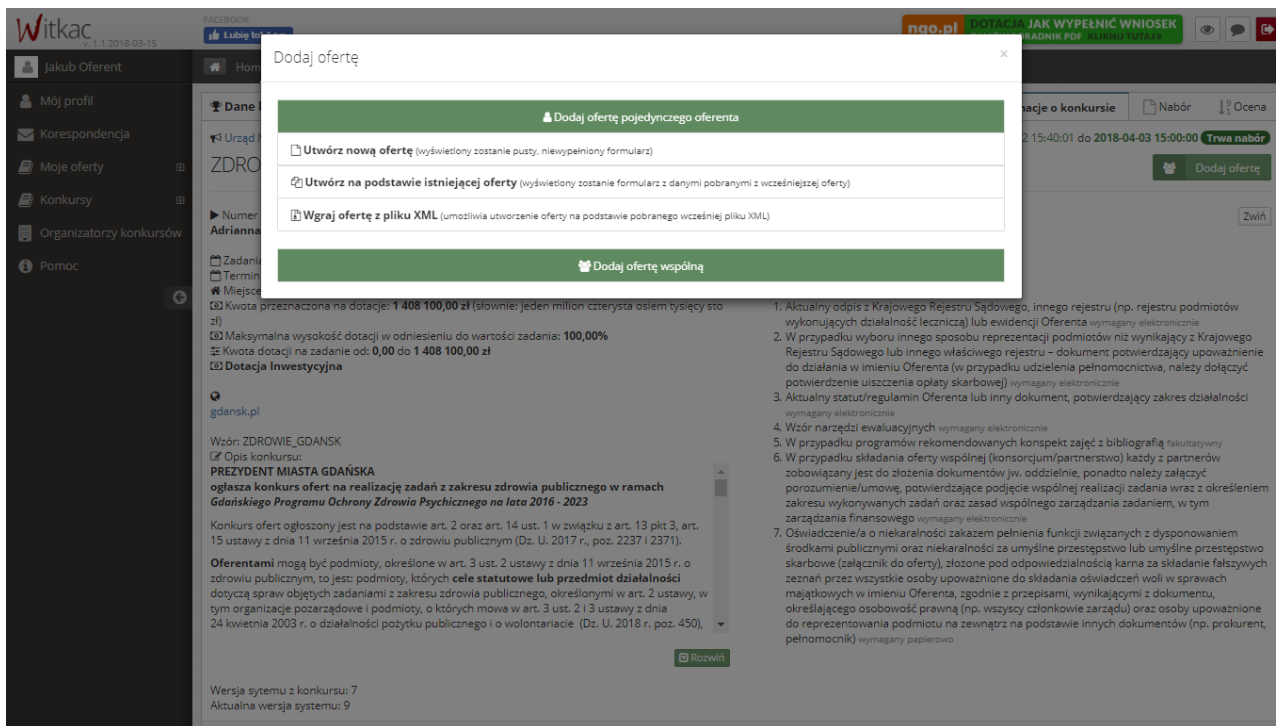 Witkac
v. 1.1 2018-03-15
FACEBOOK
Lubię to!
ngo.pl
DOTACJA JAK WYPEŁNIĆ WNIOSEK
PORADNIK PDF KLIKNIJ TUTAJ»
Jakub Oferent
Mój profil
Korespondencja
Moje oferty
Konkursy
Organizatorzy konkursów
Pomoc
Dodaj ofertę
×
Dodaj ofertę pojedynczego oferenta
Utwórz nową ofertę (wyświetlony zostanie pusty, niewypełniony formularz)
Utwórz na podstawie istniejącej oferty (wyświetlony zostanie formularz z danymi pobranymi z wcześniejszej oferty)
Wgraj ofertę z pliku XML (umożliwia utworzenie oferty na podstawie pobranego wcześniej pliku XML)
Dodaj ofertę wspólną
Hom
Dane
acje o konkursie
Nabór
Ocena
Urząd
15:40:01 do 2018-04-03 15:00:00 Trwa nabór
ZDRO
Dodaj ofertę
Numer
Zwiń
Adrianna
Zadani
Termin
Miejsce
Kwota przeznaczona na dotacje: 1 408 100,00 zł (słownie: jeden milion czterysta osiem tysięcy sto
zł)
Maksymalna wysokość dotacji w odniesieniu do wartości zadania: 100,00%
Kwota dotacji na zadanie od: 0,00 do 1 408 100,00 zł
Dotacja Inwestycyjna
gdansk.pl
Wzór: ZDROWIE_GDANSK
Opis konkursu:
PREZYDENT MIASTA GDAŃSKA
ogłasza konkurs ofert na realizację zadań z zakresu zdrowia publicznego w ramach
Gdańskiego Programu Ochrony Zdrowia Psychicznego na lata 2016 - 2023
Konkurs ofert ogłoszony jest na podstawie art. 2 oraz art. 14 ust. 1 w związku z art. 13 pkt 3, art.
15 ustawy z dnia 11 września 2015 r. o zdrowiu publicznym (Dz. U. 2017 r., poz. 2237 i 2371).
Oferentami mogą być podmioty, określone w art. 3 ust. 2 ustawy z dnia 11 września 2015 r. o
zdrowiu publicznym, to jest: podmioty, których cele statutowe lub przedmiot działalności
dotyczą spraw objętych zadaniami z zakresu zdrowia publicznego, określonymi w art. 2 ustawy, w
tym organizacje pozarządowe i podmioty, o których mowa w art. 3 ust. 2 i 3 ustawy z dnia
24 kwietnia 2003 r. o działalności pożytku publicznego i o wolontariacie (Dz. U. 2018 r. poz. 450),
Rozwiń
Wersja sytemu z konkursu: 7
Aktualna wersja systemu: 9
1. Aktualny odpis z Krajowego Rejestru Sądowego, innego rejestru (np. rejestru podmiotów
wykonujących działalność leczniczą) lub ewidencji Oferenta wymagany elektronicznie
2. W przypadku wyboru innego sposobu reprezentacji podmiotów niż wynikający z Krajowego
Rejestru Sądowego lub innego właściwego rejestru – dokument potwierdzający upoważnienie
do działania w imieniu Oferenta (w przypadku udzielenia pełnomocnictwa, należy dołączyć
potwierdzenie uiszczenia opłaty skarbowej) wymagany elektronicznie
3. Aktualny statut/regulamin Oferenta lub inny dokument, potwierdzający zakres działalności
wymagany elektronicznie
4. Wzór narzędzi ewaluacyjnych wymagany elektronicznie
5. W przypadku programów rekomendowanych konspekt zajęć z bibliografią fakultatywny
6. W przypadku składania oferty wspólnej (konsorcjum/partnerstwo) każdy z partnerów
zobowiązany jest do złożenia dokumentów jw. oddzielnie, ponadto należy załączyć
porozumienie/umowę, potwierdzające podjęcie wspólnej realizacji zadania wraz z określeniem
zakresu wykonywanych zadań oraz zasad wspólnego zarządzania zadaniem, w tym
zarządzania finansowego wymagany elektronicznie
7. Oświadczenie/a o niekaralności zakazem pełnienia funkcji związanych z dysponowaniem
środkami publicznymi oraz niekaralności za umyślne przestępstwo lub umyślne przestępstwo
skarbowe (załącznik do oferty), złożone pod odpowiedzialnością karna za składanie fałszywych
zeznań przez wszystkie osoby upoważnione do składania oświadczeń woli w sprawach
majątkowych w imieniu Oferenta, zgodnie z przepisami, wynikającymi z dokumentu,
określającego osobowość prawną (np. wszyscy członkowie zarządu) oraz osoby upoważnione
do reprezentowania podmiotu na zewnątrz na podstawie innych dokumentów (np. prokurent,
pełnomocnik) wymagany papierowo